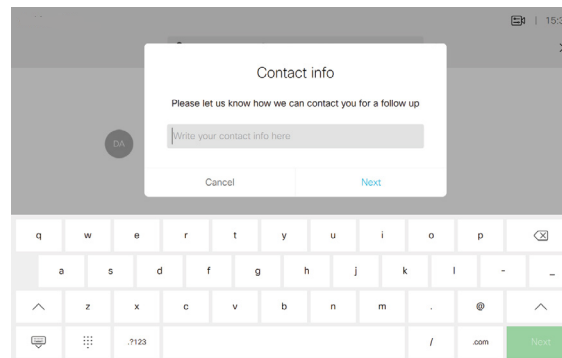 15:3
Contact info
Please let us know how we can contact you for a follow up
DA
Write your contact info here
Cancel Next
q w e r t y u i o p
a s d f g h j k l - _
z x c v b n m . @
.?123 / .com Next